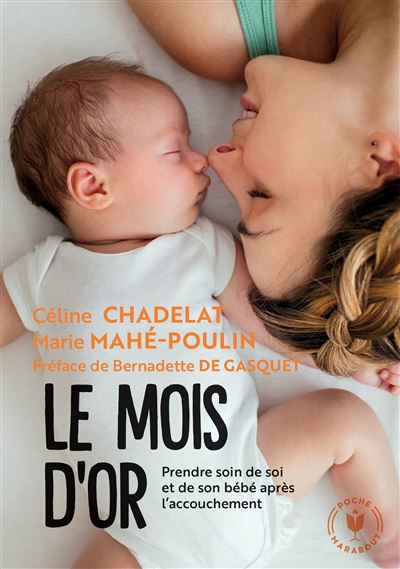 Céline CHADELAT
Marie MAHÉ-POULIN
Préface de Bernadette DE GASQUET
LE MOIS
D'OR
Prendre soin de soi
et de son bébé après
l'accouchement
POCHE
MARABOUT